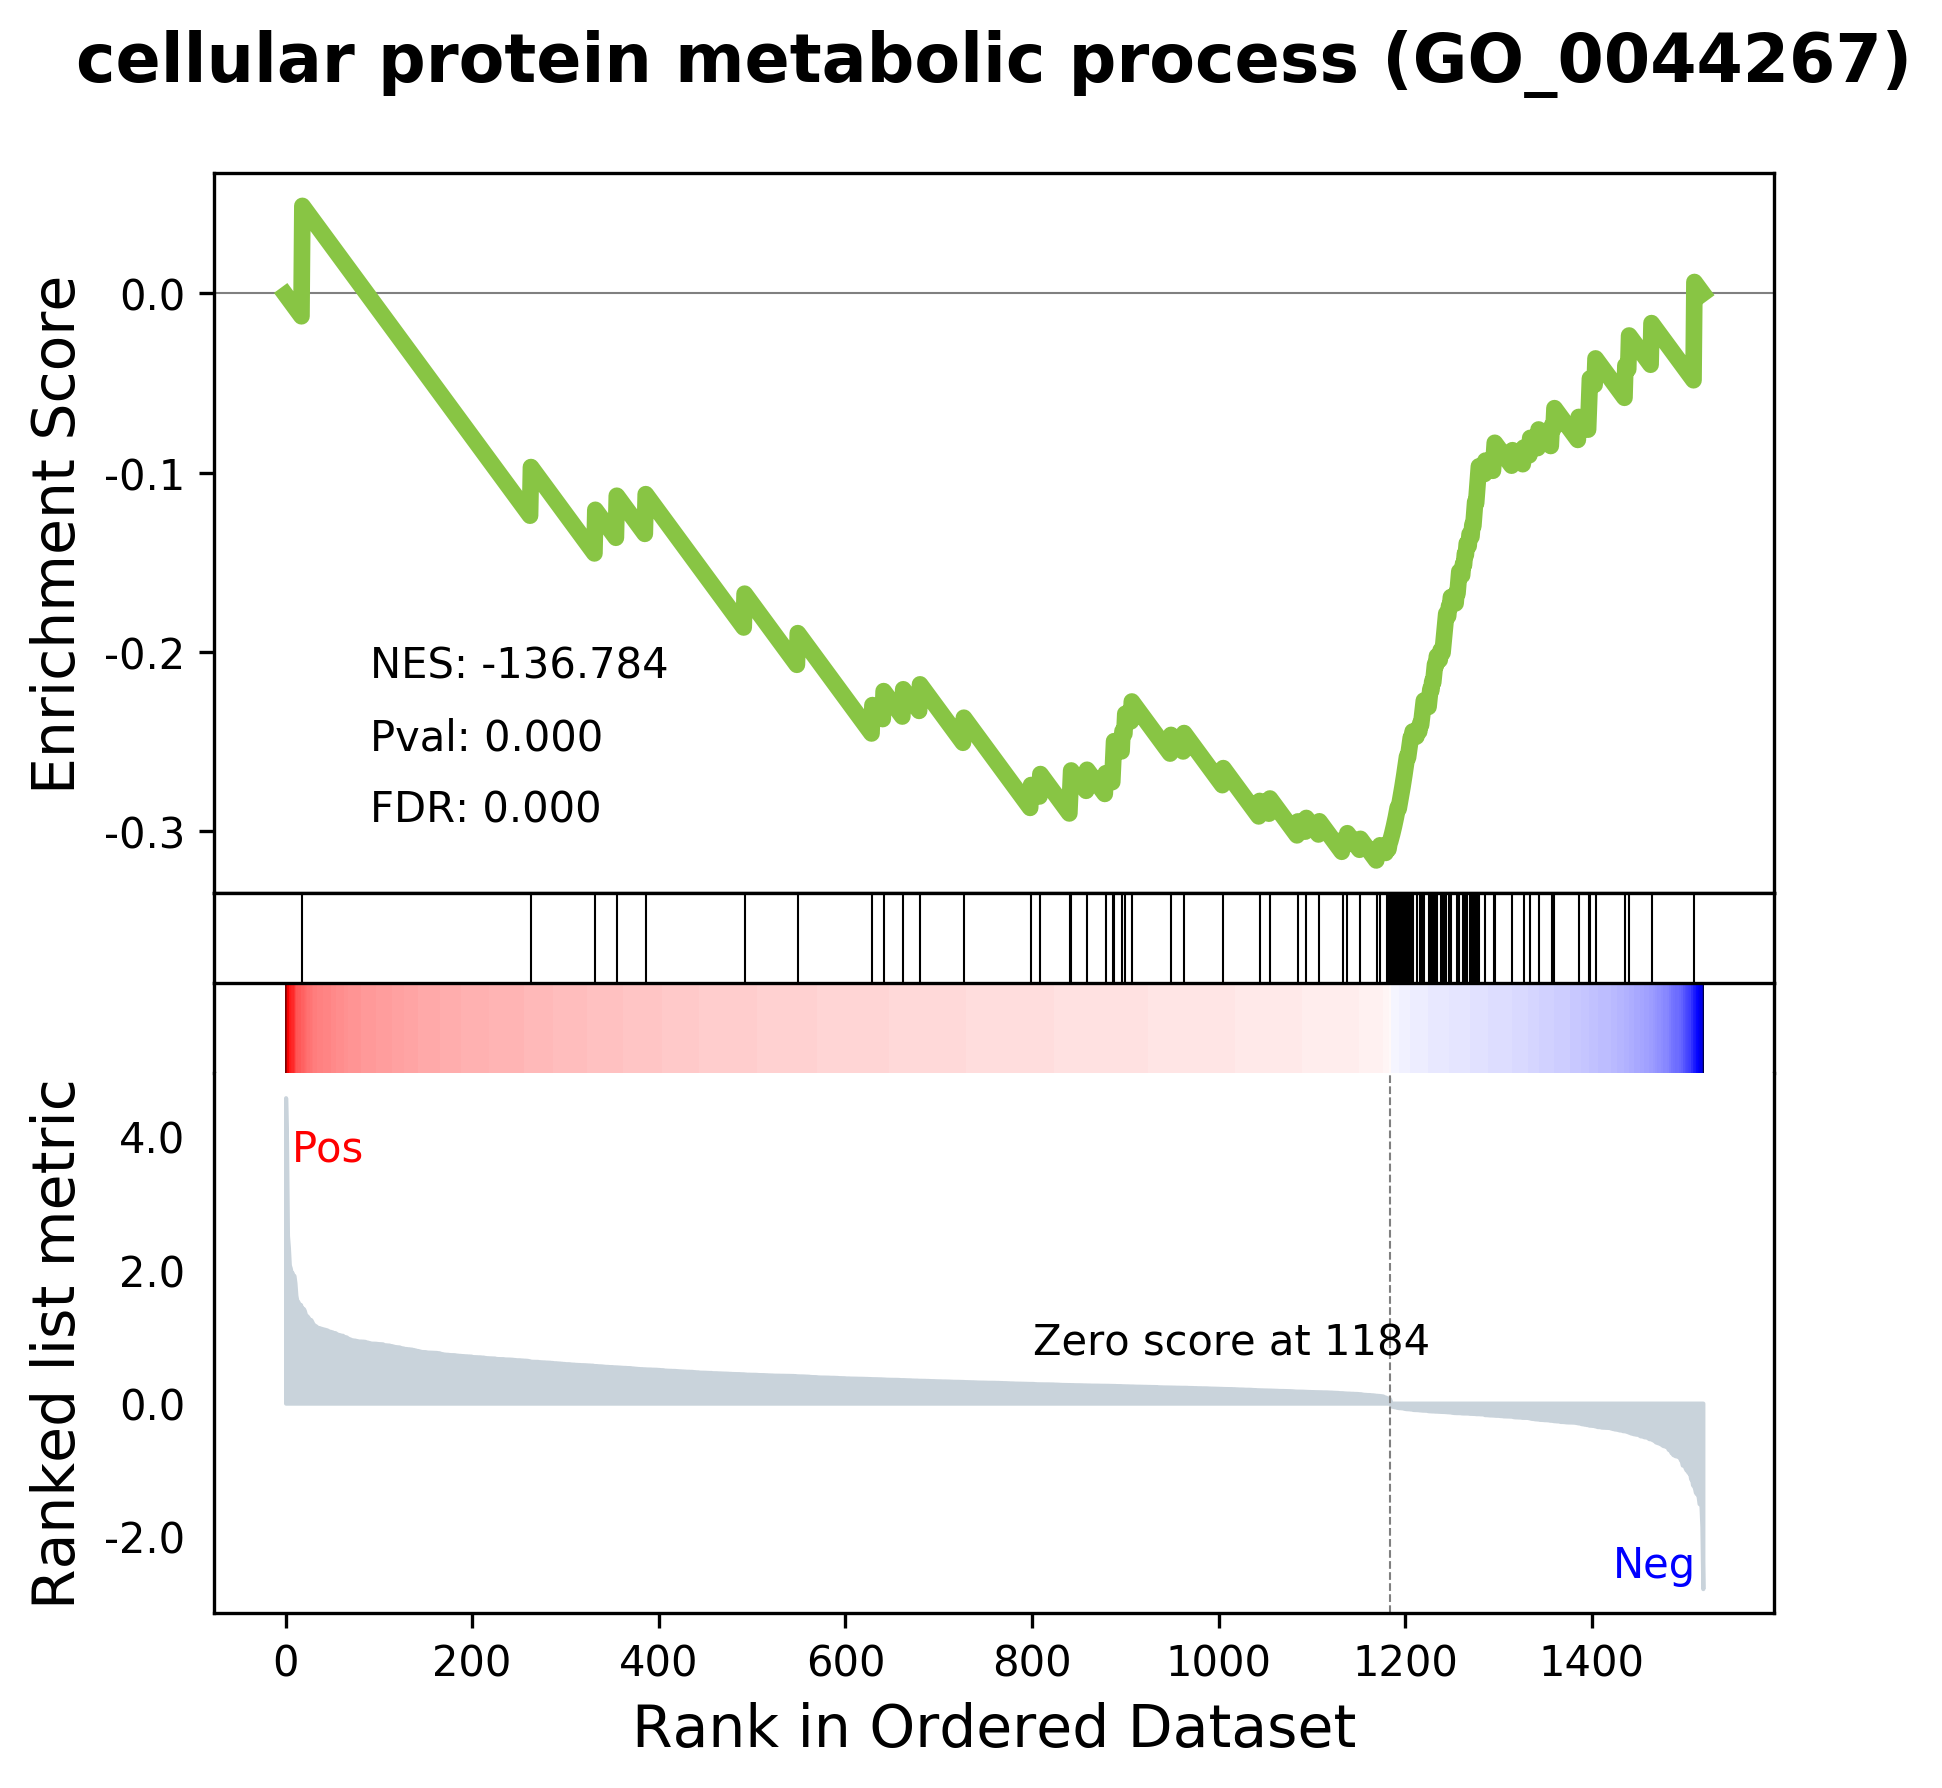 cellular protein metabolic process (GO_0044267)
Enrichment Score
0.0
-0.1
-0.2
-0.3
NES: -136.784
Pval: 0.000
FDR: 0.000
Ranked list metric
4.0
2.0
0.0
-2.0
Pos
Zero score at 1184
Neg
0 200 400 600 800 1000 1200 1400
Rank in Ordered Dataset